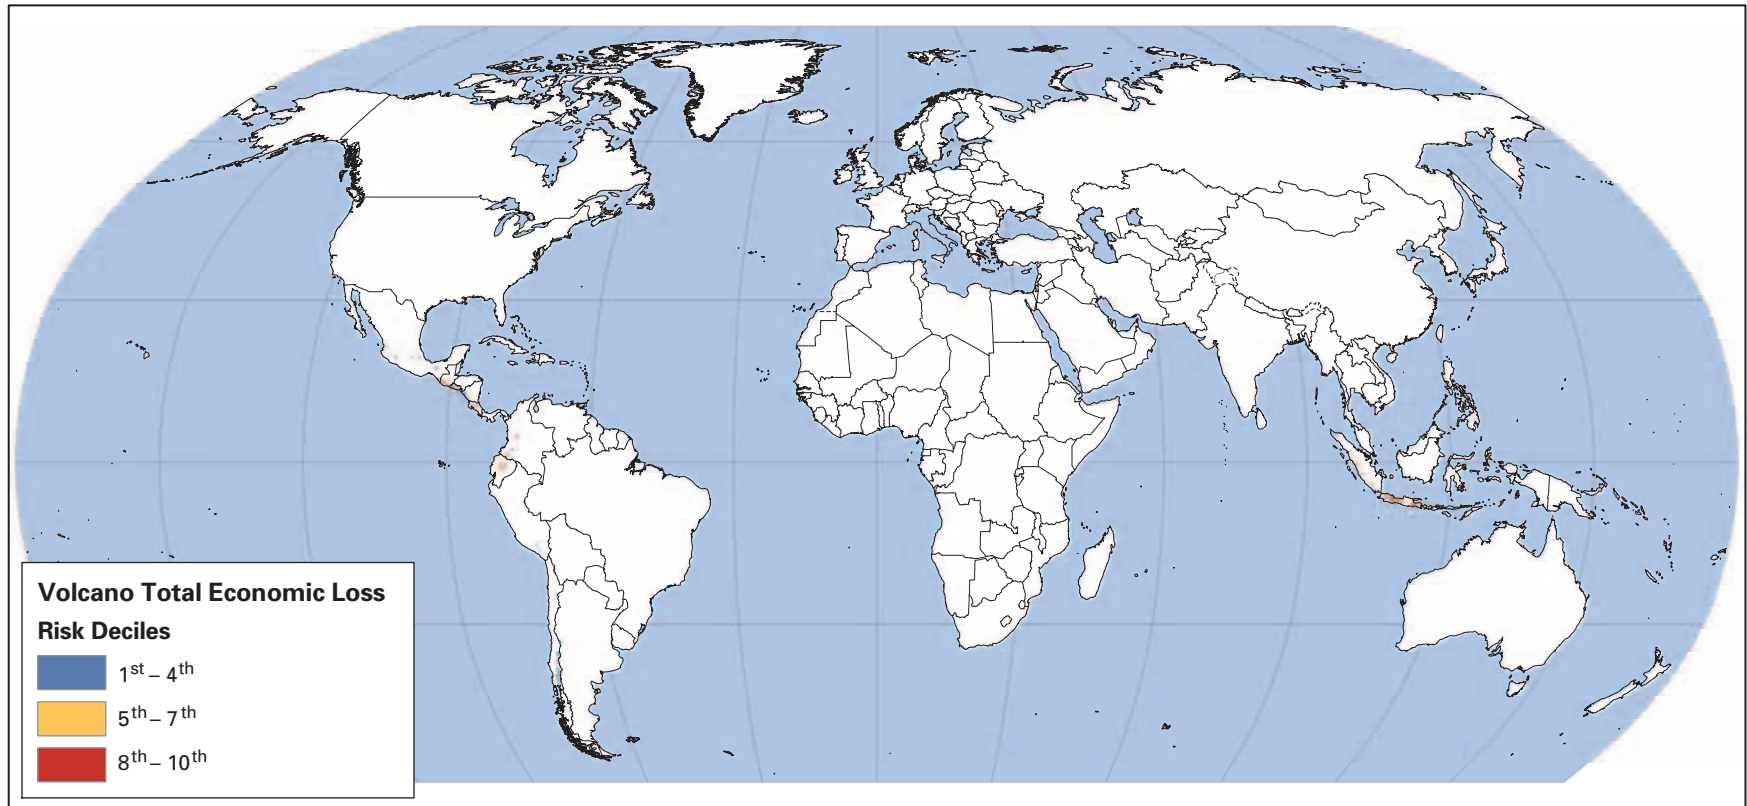 Volcano Total Economic Loss
Risk Deciles
1st – 4th
5th – 7th
8th – 10th